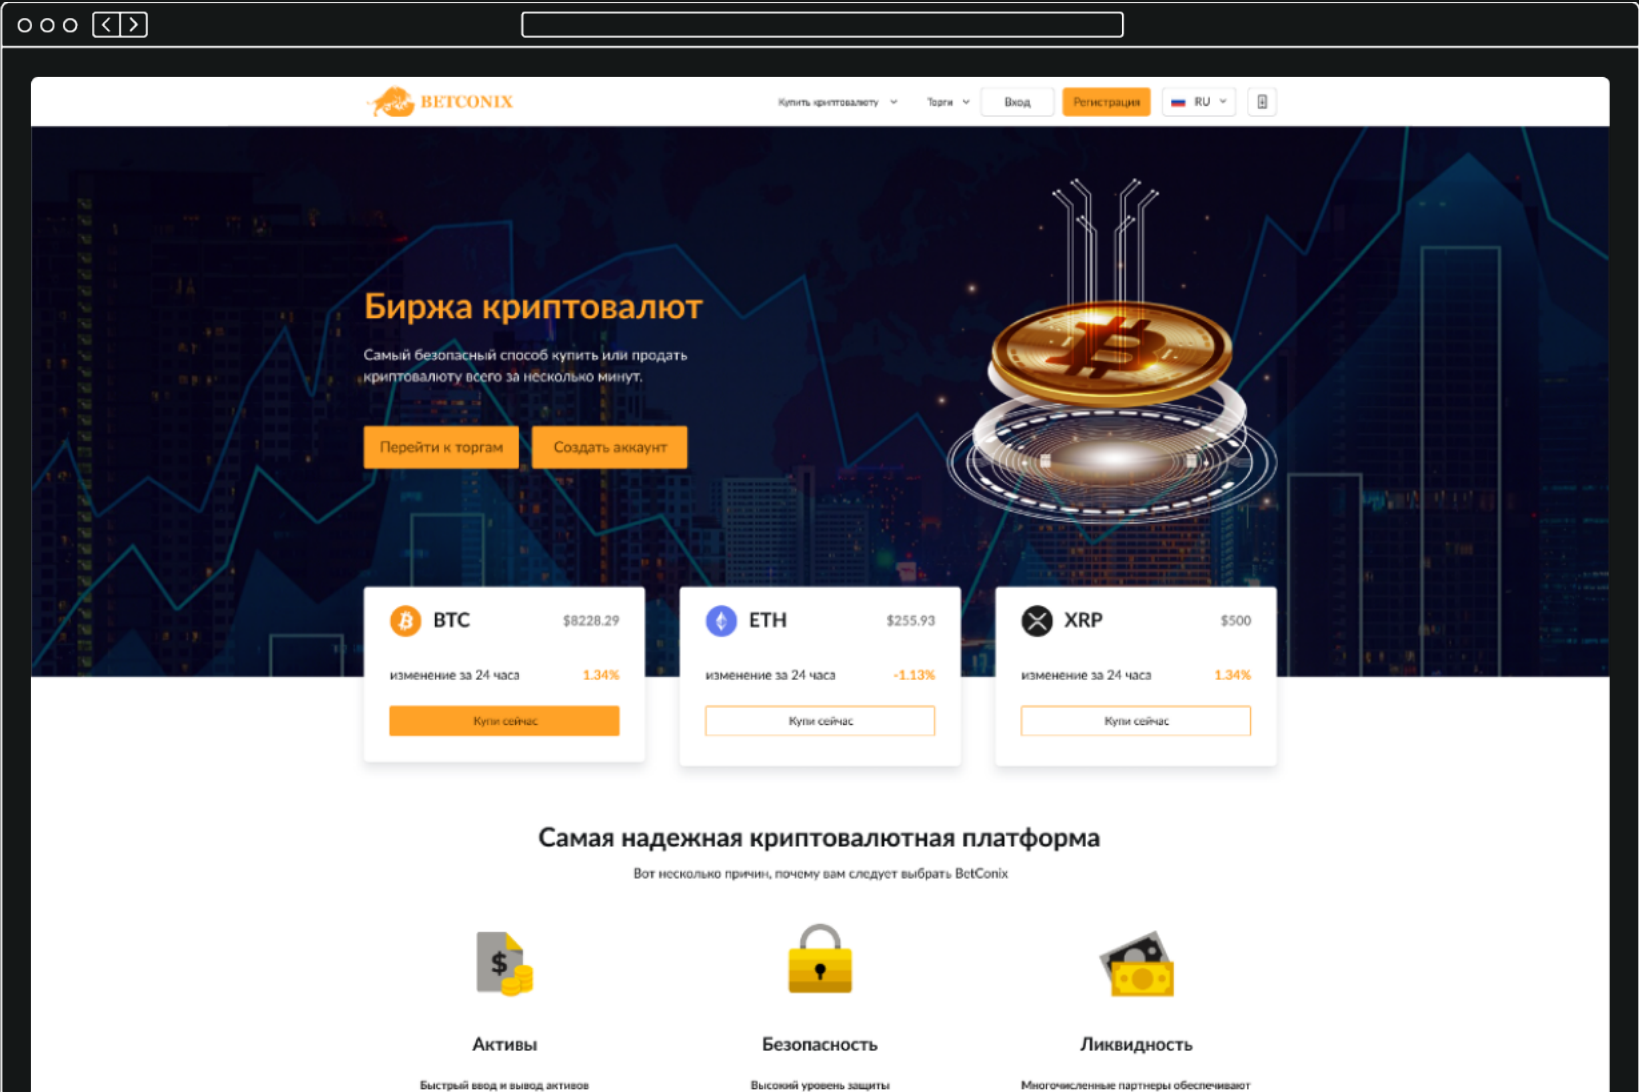 BETCONIX
Купить криптовалюту
Торги
Вход
Регистрация
RU
Биржа криптовалют
Самый безопасный способ купить или продать
криптовалюту всего за несколько минут.
Перейти к торгам
Создать аккаунт
BTC $8228.29
изменение за 24 часа 1.34%
Купи сейчас
ETH $255.93
изменение за 24 часа -1.13%
Купи сейчас
XRP $500
изменение за 24 часа 1.34%
Купи сейчас
Самая надежная криптовалютная платформа
Вот несколько причин, почему вам следует выбрать BetConix
Активы
Быстрый ввод и вывод активов
Безопасность
Высокий уровень защиты
Ликвидность
Многочисленные партнеры обеспечивают